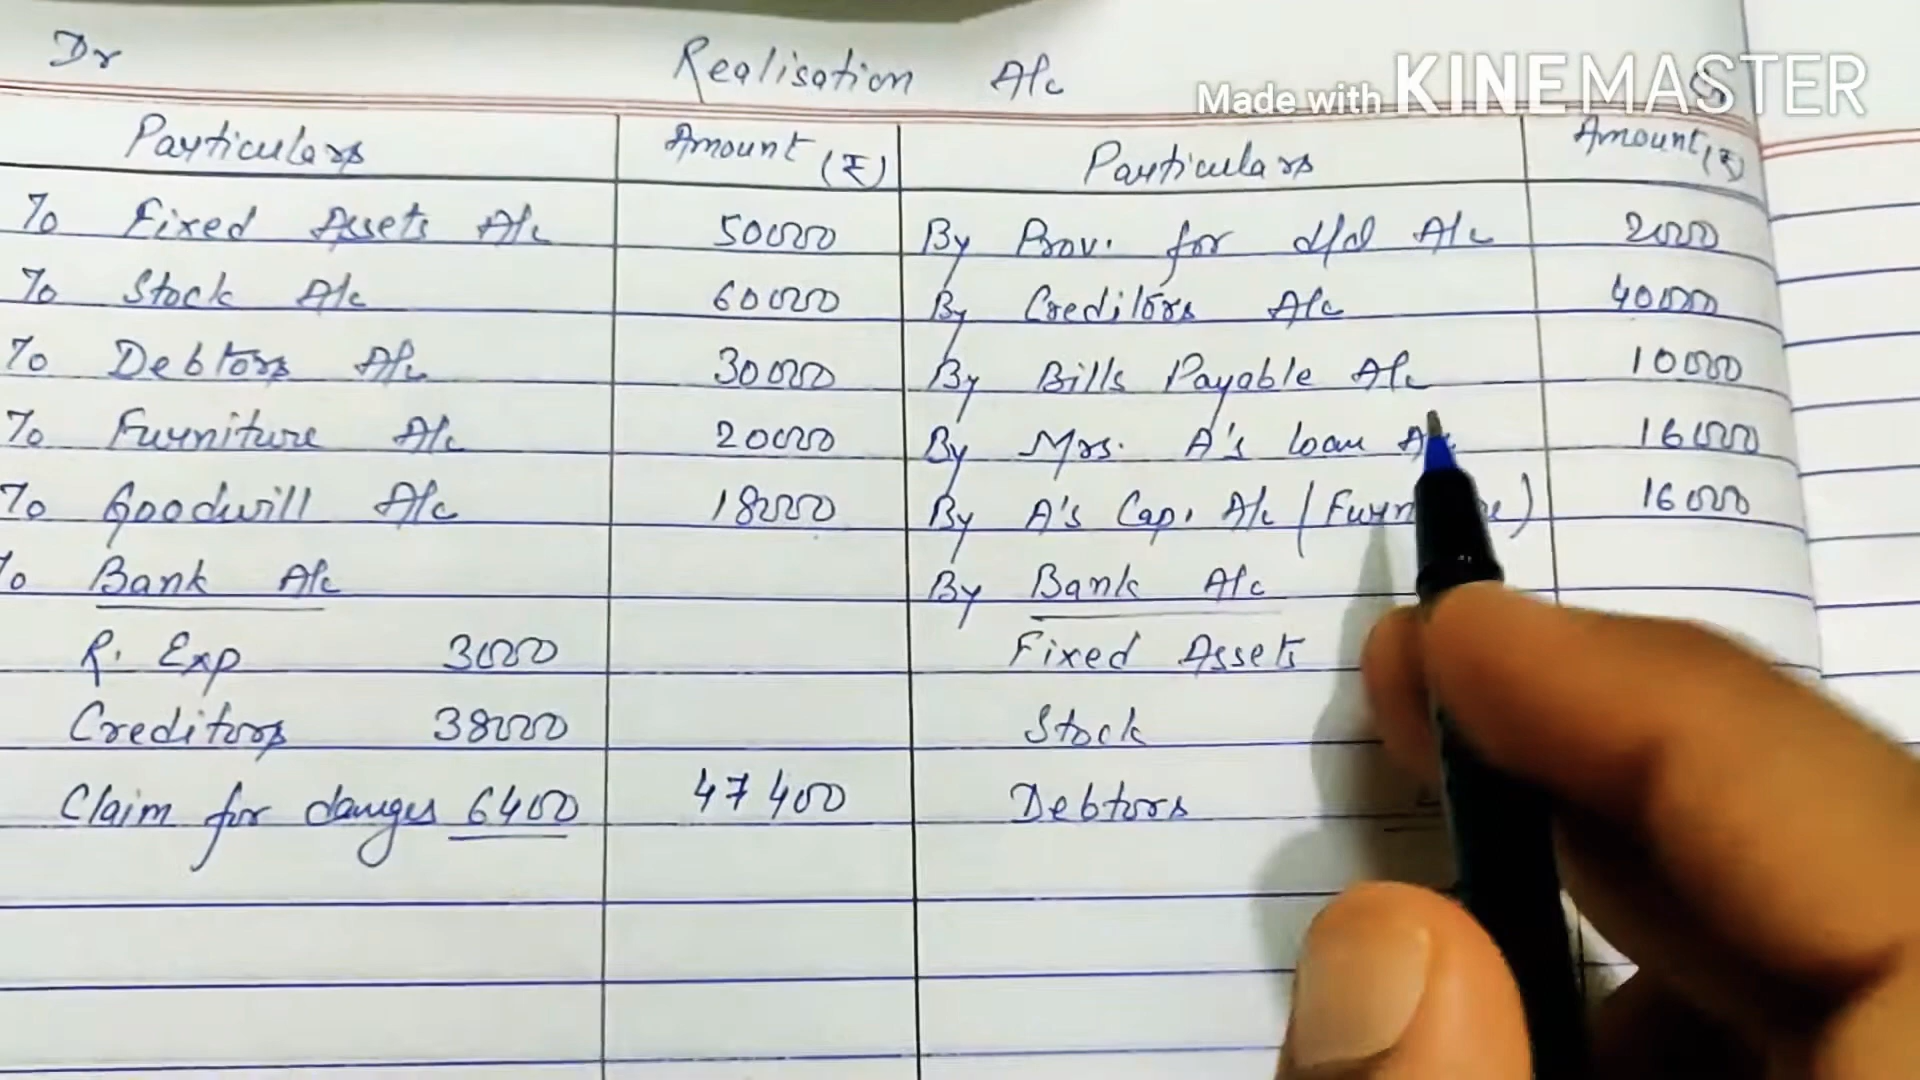 Dr Realisation A/c
Made with KINEMASTER
Particulars Amount (₹) Particulars Amount (₹)
To Fixed Assets A/c 50000 By Prov. for d/d A/c 2000
To Stock A/c 60000 By Creditors A/c 40000
To Debtors A/c 30000 By Bills Payable A/c 10000
To Furniture A/c 20000 By Mrs. A's loan A/c 16000
To Goodwill A/c 18000 By A's Cap. A/c (Furniture) 16000
To Bank A/c By Bank A/c
R. Exp 3000 Fixed Assets
Creditors 38000 Stock
Claim for damges 6400 47400 Debtors